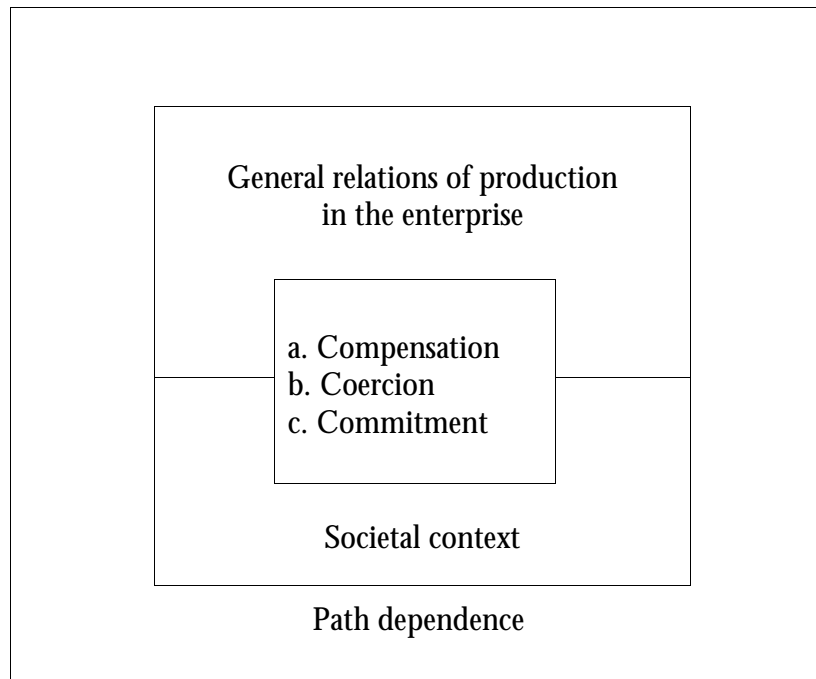 General relations of production
in the enterprise
a. Compensation
b. Coercion
c. Commitment
Societal context
Path dependence